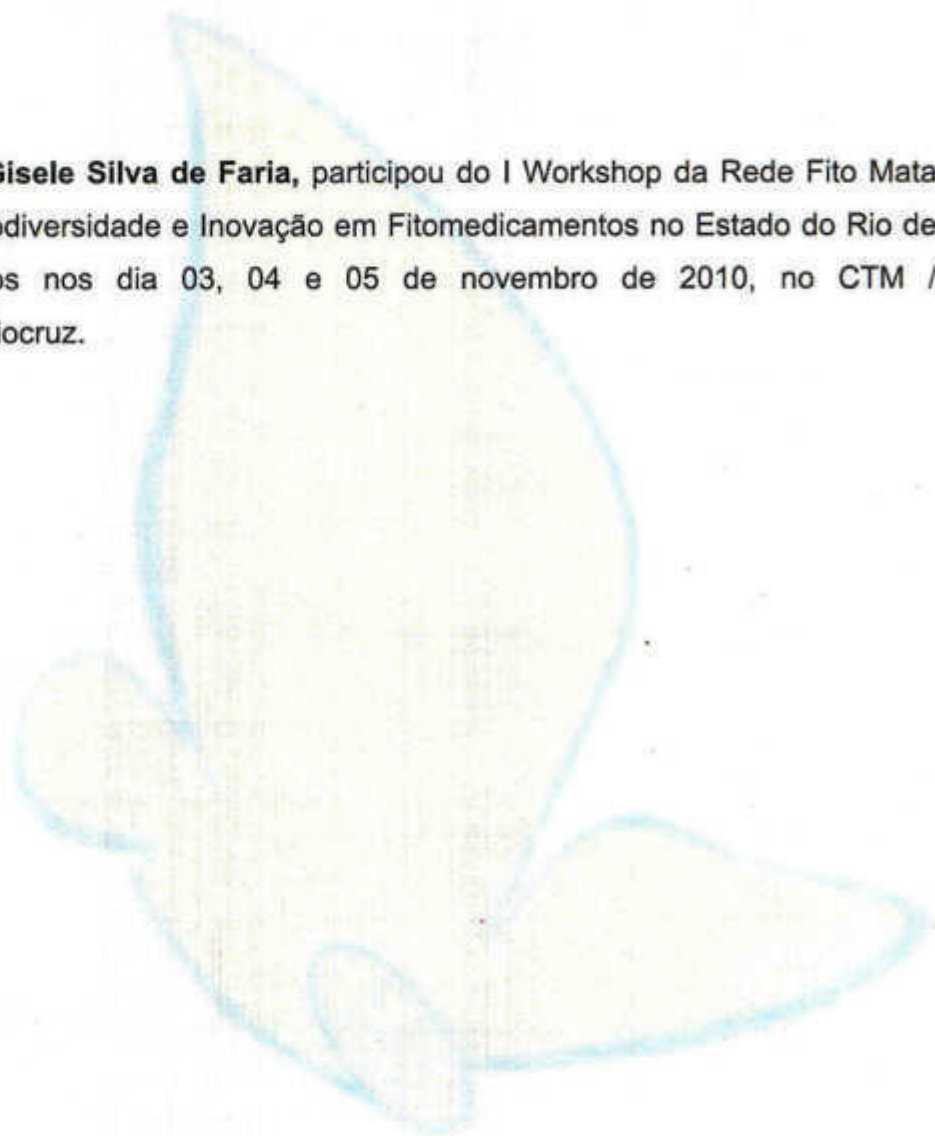 Gisele Silva de Faria, participou do I Workshop da Rede Fito Mata
odiversidade e Inovação em Fitomedicamentos no Estado do Rio de
os nos dia 03, 04 e 05 de novembro de 2010, no CTM /
iocruz.